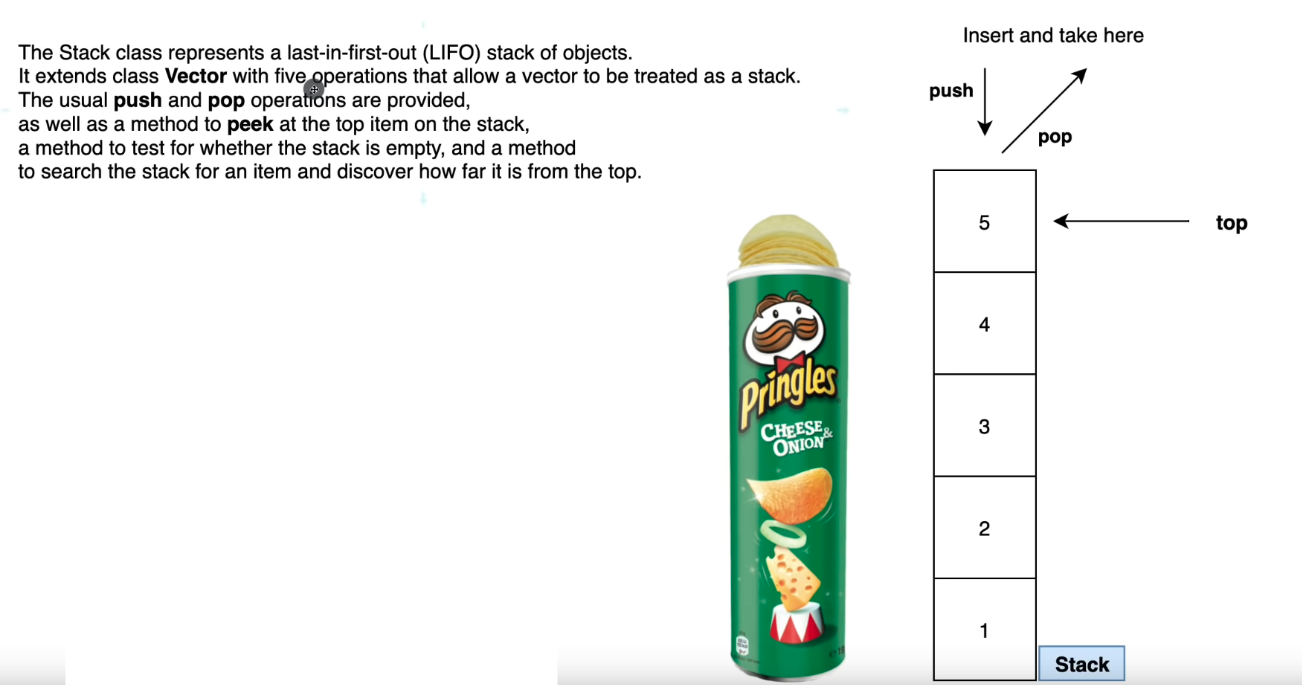 The Stack class represents a last-in-first-out (LIFO) stack of objects.
It extends class Vector with five operations that allow a vector to be treated as a stack.
The usual push and pop operations are provided,
as well as a method to peek at the top item on the stack,
a method to test for whether the stack is empty, and a method
to search the stack for an item and discover how far it is from the top.
Insert and take here
push
pop
5
top
4
3
2
1
Stack
Pringles
CHEESE &
ONION